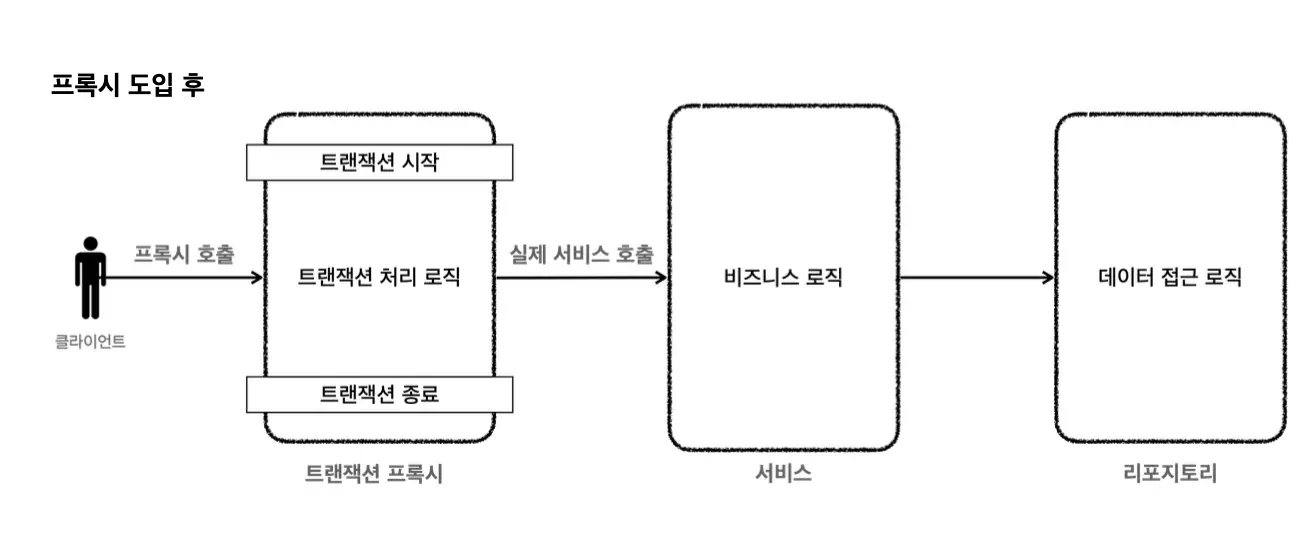 프록시 도입 후
트랜잭션 시작
프록시 호출
실제 서비스 호출
트랜잭션 처리 로직
비즈니스 로직
데이터 접근 로직
클라이언트
트랜잭션 종료
트랜잭션 프록시
서비스
리포지토리